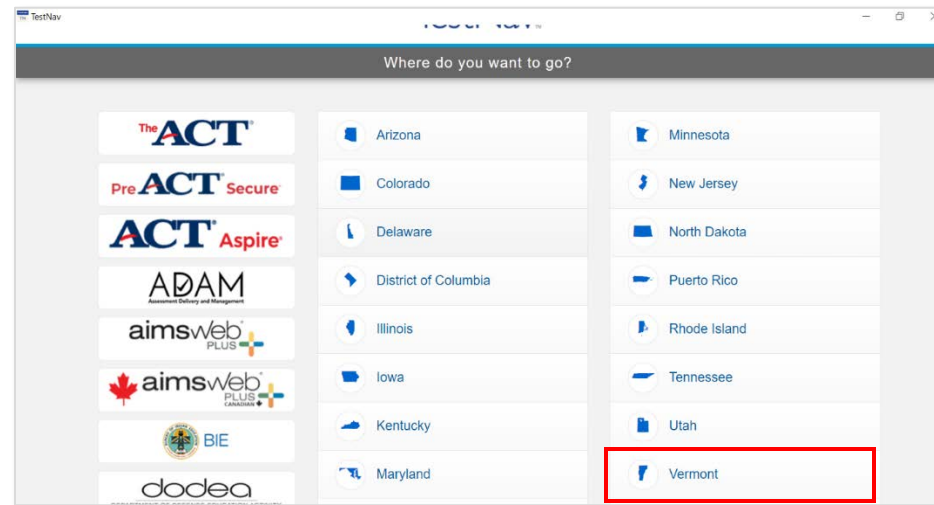 TestNav
Where do you want to go?
The ACT®
PreACT® Secure
ACT® Aspire®
ADAM
Assessment Delivery and Management
aimsweb
PLUS
aimsweb
PLUS
CANADIAN
BIE
dodea
Arizona
Colorado
Delaware
District of Columbia
Illinois
Iowa
Kentucky
Maryland
Minnesota
New Jersey
North Dakota
Puerto Rico
Rhode Island
Tennessee
Utah
Vermont